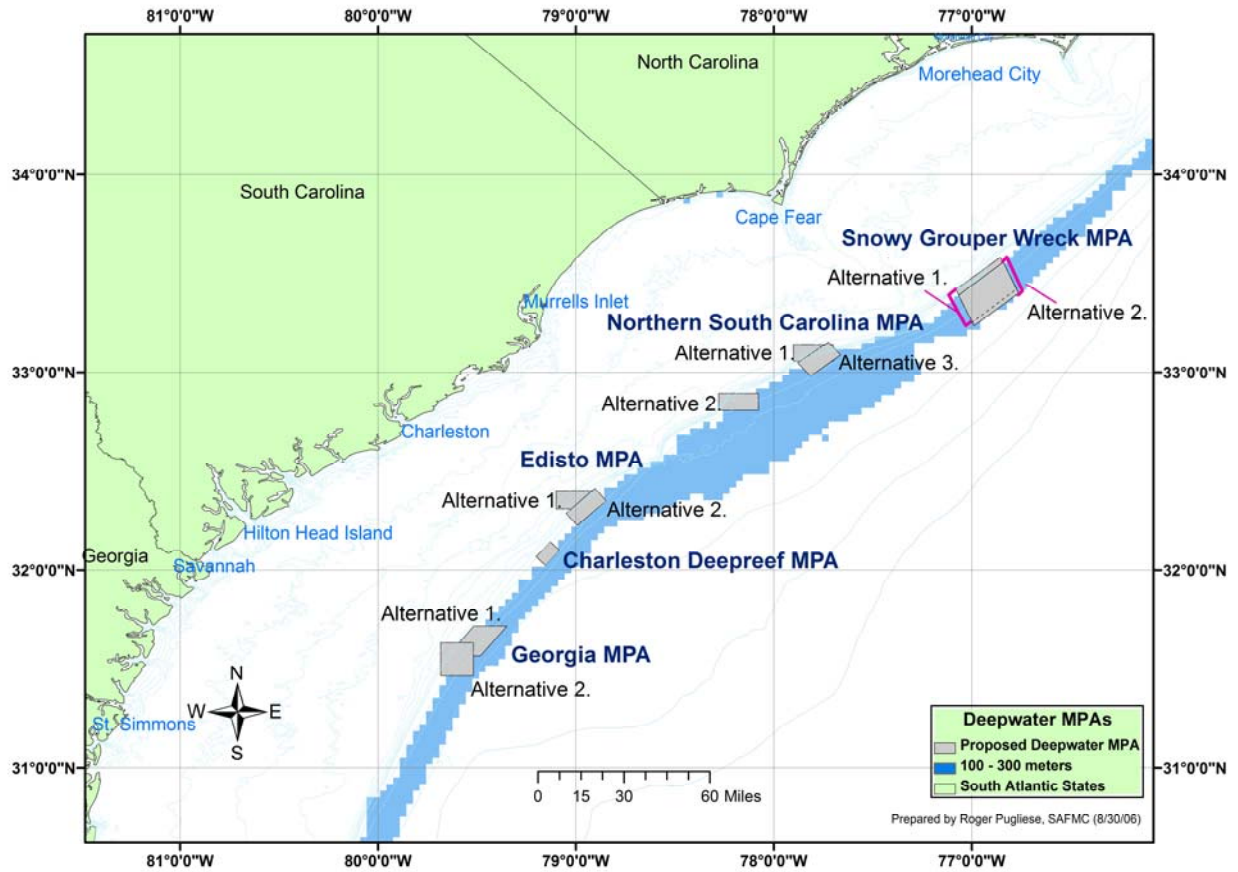 81°0'0"W
80°0'0"W
79°0'0"W
78°0'0"W
77°0'0"W
North Carolina
Morehead City
34°0'0"N
34°0'0"N
South Carolina
Cape Fear
Snowy Grouper Wreck MPA
Alternative 1.
Alternative 2.
Murrells Inlet
Northern South Carolina MPA
Alternative 1.
Alternative 3.
33°0'0"N
33°0'0"N
Alternative 2.
Charleston
Edisto MPA
Alternative 1.
Alternative 2.
Hilton Head Island
Georgia
Savannah
Charleston Deepreef MPA
32°0'0"N
32°0'0"N
Alternative 1.
Georgia MPA
Alternative 2.
N
W
E
S
St. Simmons
31°0'0"N
31°0'0"N
0 15 30 60 Miles
Deepwater MPAs
Proposed Deepwater MPA
100 - 300 meters
South Atlantic States
Prepared by Roger Pugliese, SAFMC (8/30/06)
81°0'0"W
80°0'0"W
79°0'0"W
78°0'0"W
77°0'0"W